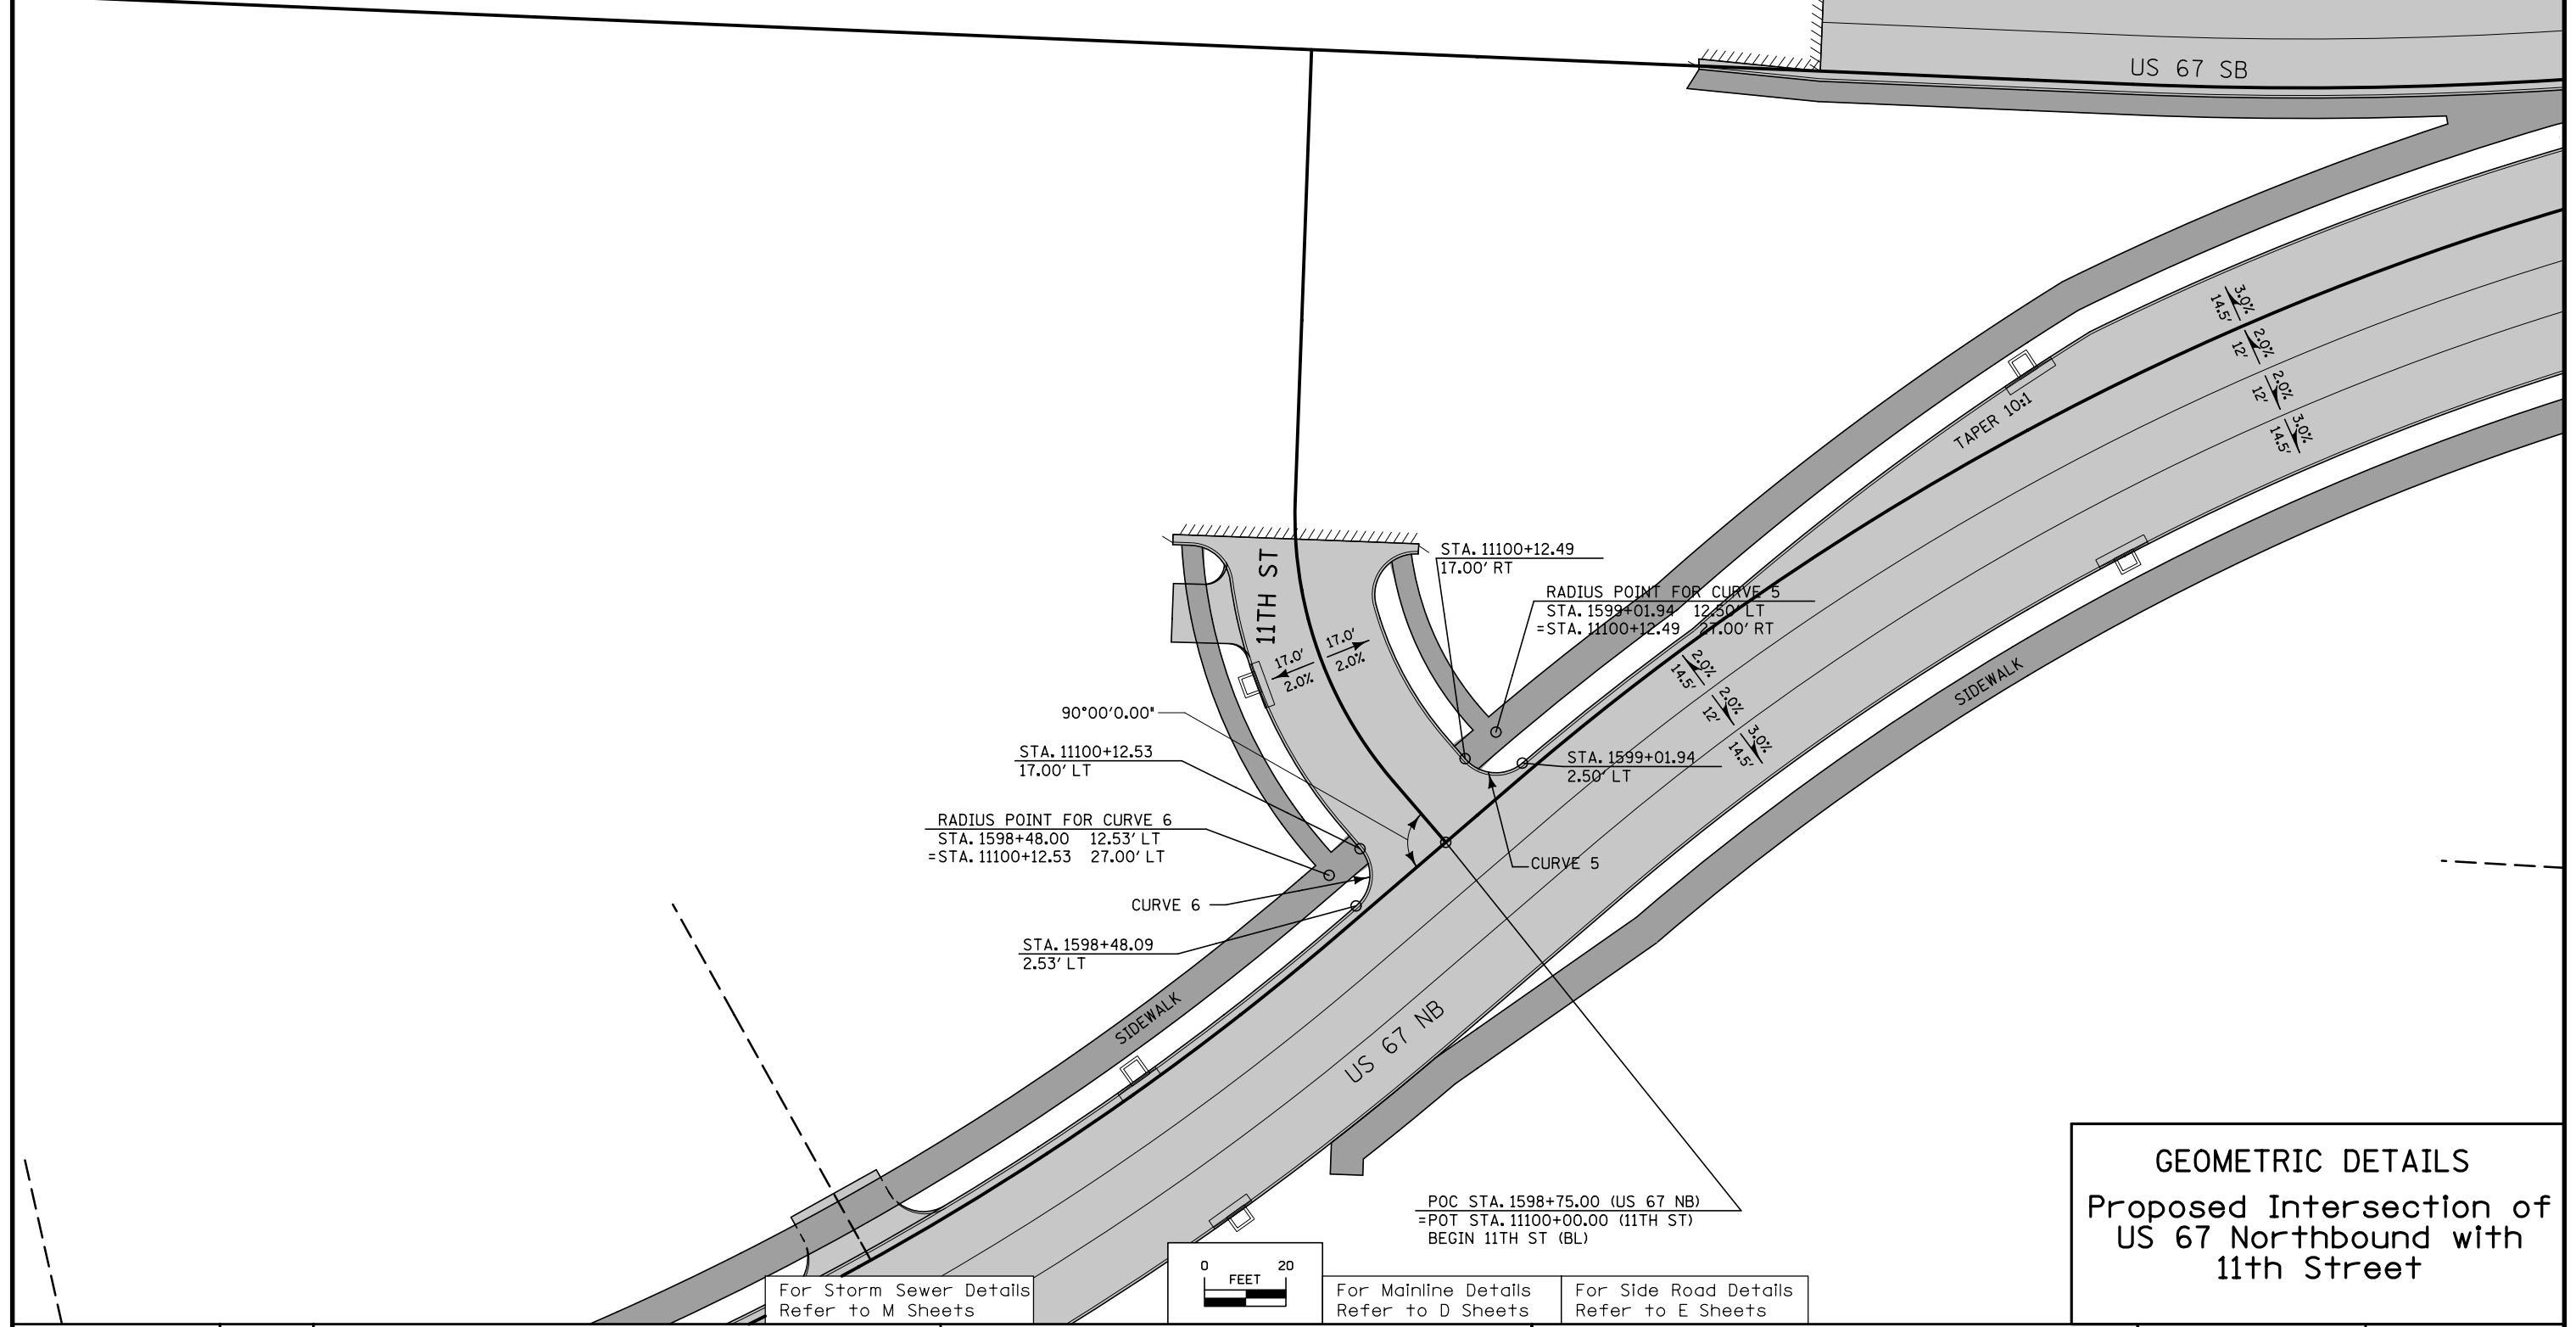 US 67 SB
3.0%
14.5'
2.0%
12'
2.0%
12'
3.0%
14.5'
TAPER 10:1
STA. 11100+12.49
17.00' RT
RADIUS POINT FOR CURVE 5
STA. 1599+01.94 12.50' LT
=STA. 11100+12.49 27.00' RT
11TH ST
17.0'
2.0%
17.0'
2.0%
2.0%
14.5'
2.0%
12'
3.0%
14.5'
SIDEWALK
90°00'0.00"
STA. 11100+12.53
17.00' LT
STA. 1599+01.94
2.50' LT
RADIUS POINT FOR CURVE 6
STA. 1598+48.00 12.53' LT
=STA. 11100+12.53 27.00' LT
CURVE 5
CURVE 6
STA. 1598+48.09
2.53' LT
SIDEWALK
US 67 NB
POC STA. 1598+75.00 (US 67 NB)
=POT STA. 11100+00.00 (11TH ST)
BEGIN 11TH ST (BL)
GEOMETRIC DETAILS
Proposed Intersection of
US 67 Northbound with
11th Street
0 20
FEET
For Storm Sewer Details
Refer to M Sheets
For Mainline Details
Refer to D Sheets
For Side Road Details
Refer to E Sheets